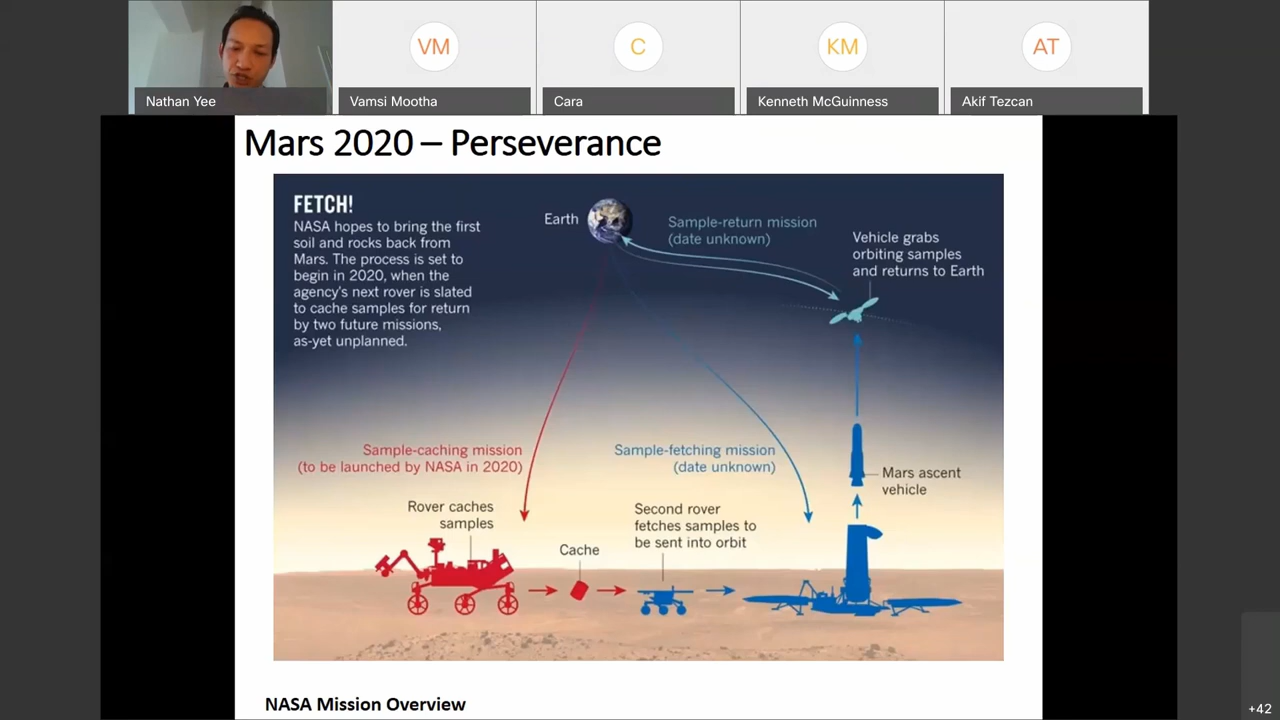 VM
C
KM
AT
Nathan Yee
Vamsi Mootha
Cara
Kenneth McGuinness
Akif Tezcan
Mars 2020 – Perseverance
FETCH!
NASA hopes to bring the first
soil and rocks back from
Mars. The process is set to
begin in 2020, when the
agency's next rover is slated
to cache samples for return
by two future missions,
as-yet unplanned.
Earth
Sample-return mission
(date unknown)
Vehicle grabs
orbiting samples
and returns to Earth
Sample-caching mission
(to be launched by NASA in 2020)
Sample-fetching mission
(date unknown)
Mars ascent
vehicle
Rover caches
samples
Cache
Second rover
fetches samples to
be sent into orbit
NASA Mission Overview
+42